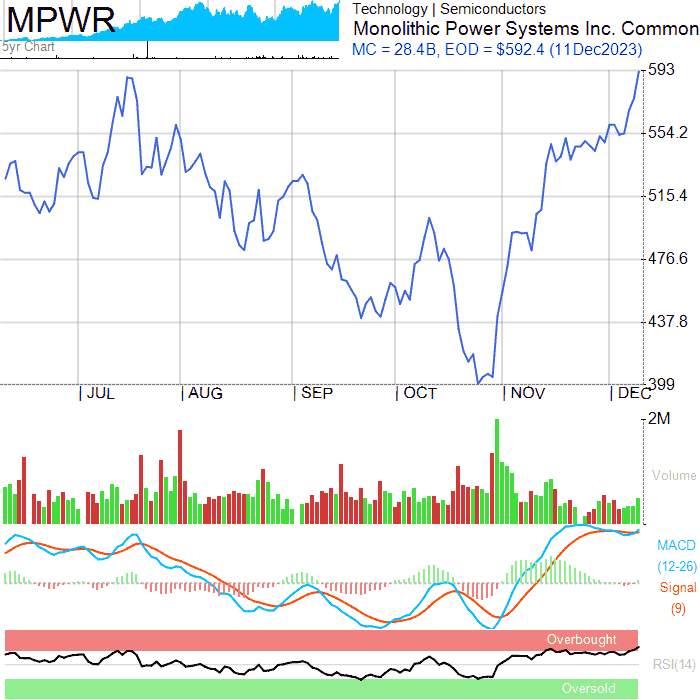 MPWR
5yr Chart
Technology | Semiconductors
Monolithic Power Systems Inc. Common
MC = 28.4B, EOD = $592.4 (11Dec2023)
593
554.2
515.4
476.6
437.8
399
JUL
AUG
SEP
OCT
NOV
DEC
2M
Volume
MACD
(12-26)
Signal
(9)
Overbought
RSI(14)
Oversold